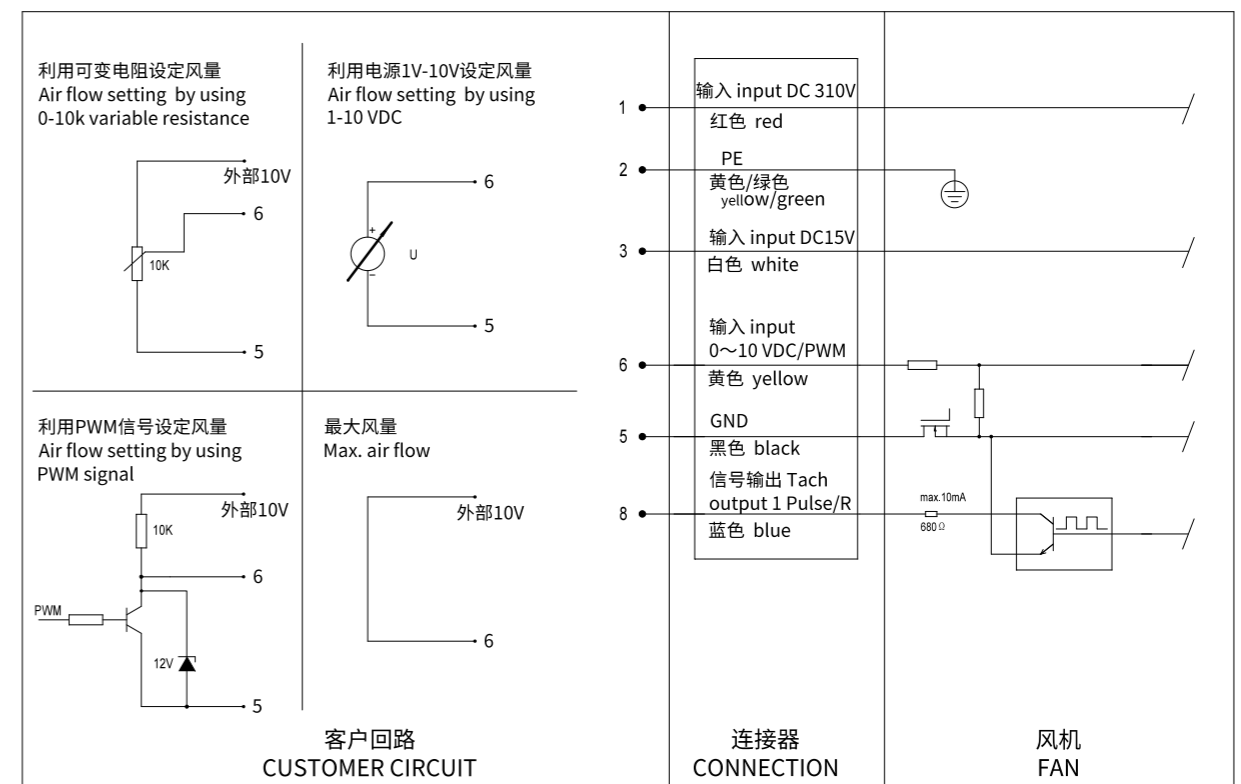 利用可变电阻设定风量
Air flow setting by using
0-10k variable resistance
外部10V
6
10K
5
利用电源1V-10V设定风量
Air flow setting by using
1-10 VDC
6
+
U
−
5
利用PWM信号设定风量
Air flow setting by using
PWM signal
外部10V
10K
6
PWM
12V
5
最大风量
Max. air flow
外部10V
6
客户回路
CUSTOMER CIRCUIT
1
输入 input DC 310V
红色 red
2
PE
黄色/绿色
yellow/green
3
输入 input DC15V
白色 white
6
输入 input
0～10 VDC/PWM
黄色 yellow
5
GND
黑色 black
8
信号输出 Tach
output 1 Pulse/R
蓝色 blue
连接器
CONNECTION
max.10mA
680Ω
风机
FAN